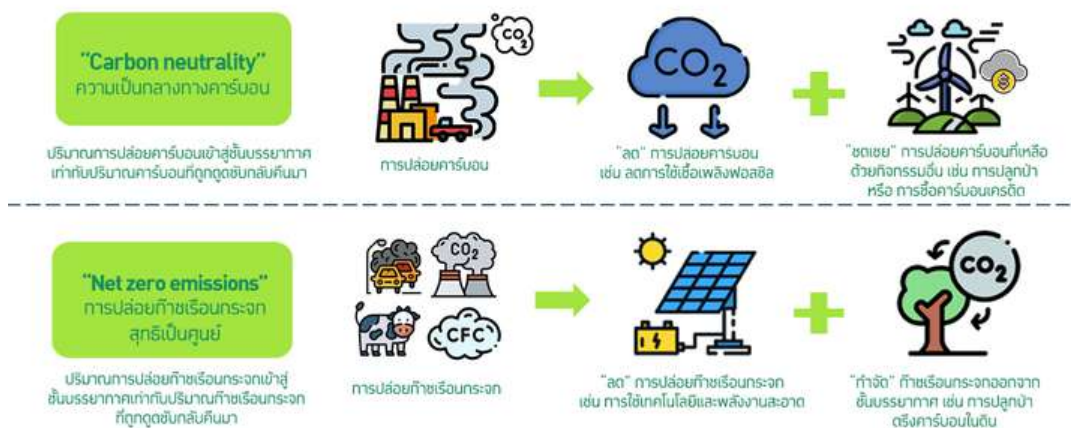 "Carbon neutrality"
ความเป็นกลางทางคาร์บอน
ปริมาณการปล่อยคาร์บอนเข้าสู่ชั้นบรรยากาศ
เท่ากับปริมาณคาร์บอนที่ถูกดูดซับกลับคืนมา
CO₂
การปล่อยคาร์บอน
CO₂
"ลด" การปล่อยคาร์บอน
เช่น ลดการใช้เชื้อเพลิงฟอสซิล
$
"ชดเชย" การปล่อยคาร์บอนที่เหลือ
ด้วยกิจกรรมอื่น เช่น การปลูกป่า
หรือ การซื้อคาร์บอนเครดิต
"Net zero emissions"
การปล่อยก๊าซเรือนกระจก
สุทธิเป็นศูนย์
ปริมาณการปล่อยก๊าซเรือนกระจกเข้าสู่
ชั้นบรรยากาศเท่ากับปริมาณก๊าซเรือนกระจก
ที่ถูกดูดซับกลับคืนมา
CO₂
CFC
การปล่อยก๊าซเรือนกระจก
"ลด" การปล่อยก๊าซเรือนกระจก
เช่น การใช้เทคโนโลยีและพลังงานสะอาด
CO₂
"กำจัด" ก๊าซเรือนกระจกออกจาก
ชั้นบรรยากาศ เช่น การปลูกป่า
ตรึงคาร์บอนในดิน